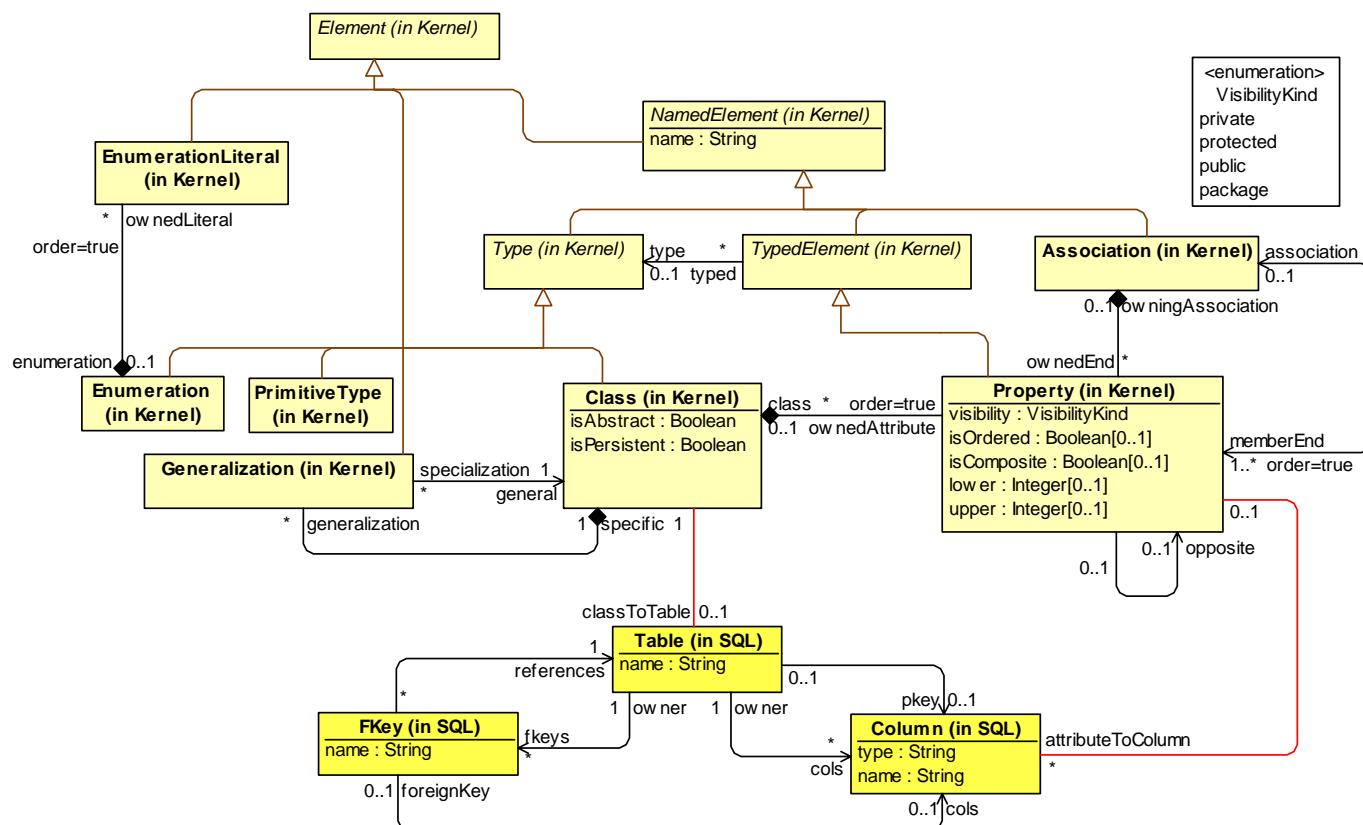 Element (in Kernel)
<enumeration>
VisibilityKind
private
protected
public
package
NamedElement (in Kernel)
name : String
EnumerationLiteral
(in Kernel)
* ownedLiteral
order=true
enumeration 0..1
Type (in Kernel)
type *
0..1 typed
TypedElement (in Kernel)
Association (in Kernel)
association
0..1
0..1 owningAssociation
ownedEnd *
Enumeration
(in Kernel)
PrimitiveType
(in Kernel)
Class (in Kernel)
isAbstract : Boolean
isPersistent : Boolean
class * order=true
0..1 ownedAttribute
Property (in Kernel)
visibility : VisibilityKind
isOrdered : Boolean[0..1]
isComposite : Boolean[0..1]
lower : Integer[0..1]
upper : Integer[0..1]
memberEnd
1..* order=true
0..1
Generalization (in Kernel)
specialization 1
* general
* generalization
1 specific 1
0..1 opposite
0..1
classToTable 0..1
Table (in SQL)
name : String
1
references
*
0..1
pkey 0..1
1 owner
1 owner
FKey (in SQL)
name : String
fkeys
*
*
cols
Column (in SQL)
type : String
name : String
attributeToColumn
*
0..1 foreignKey
0..1 cols